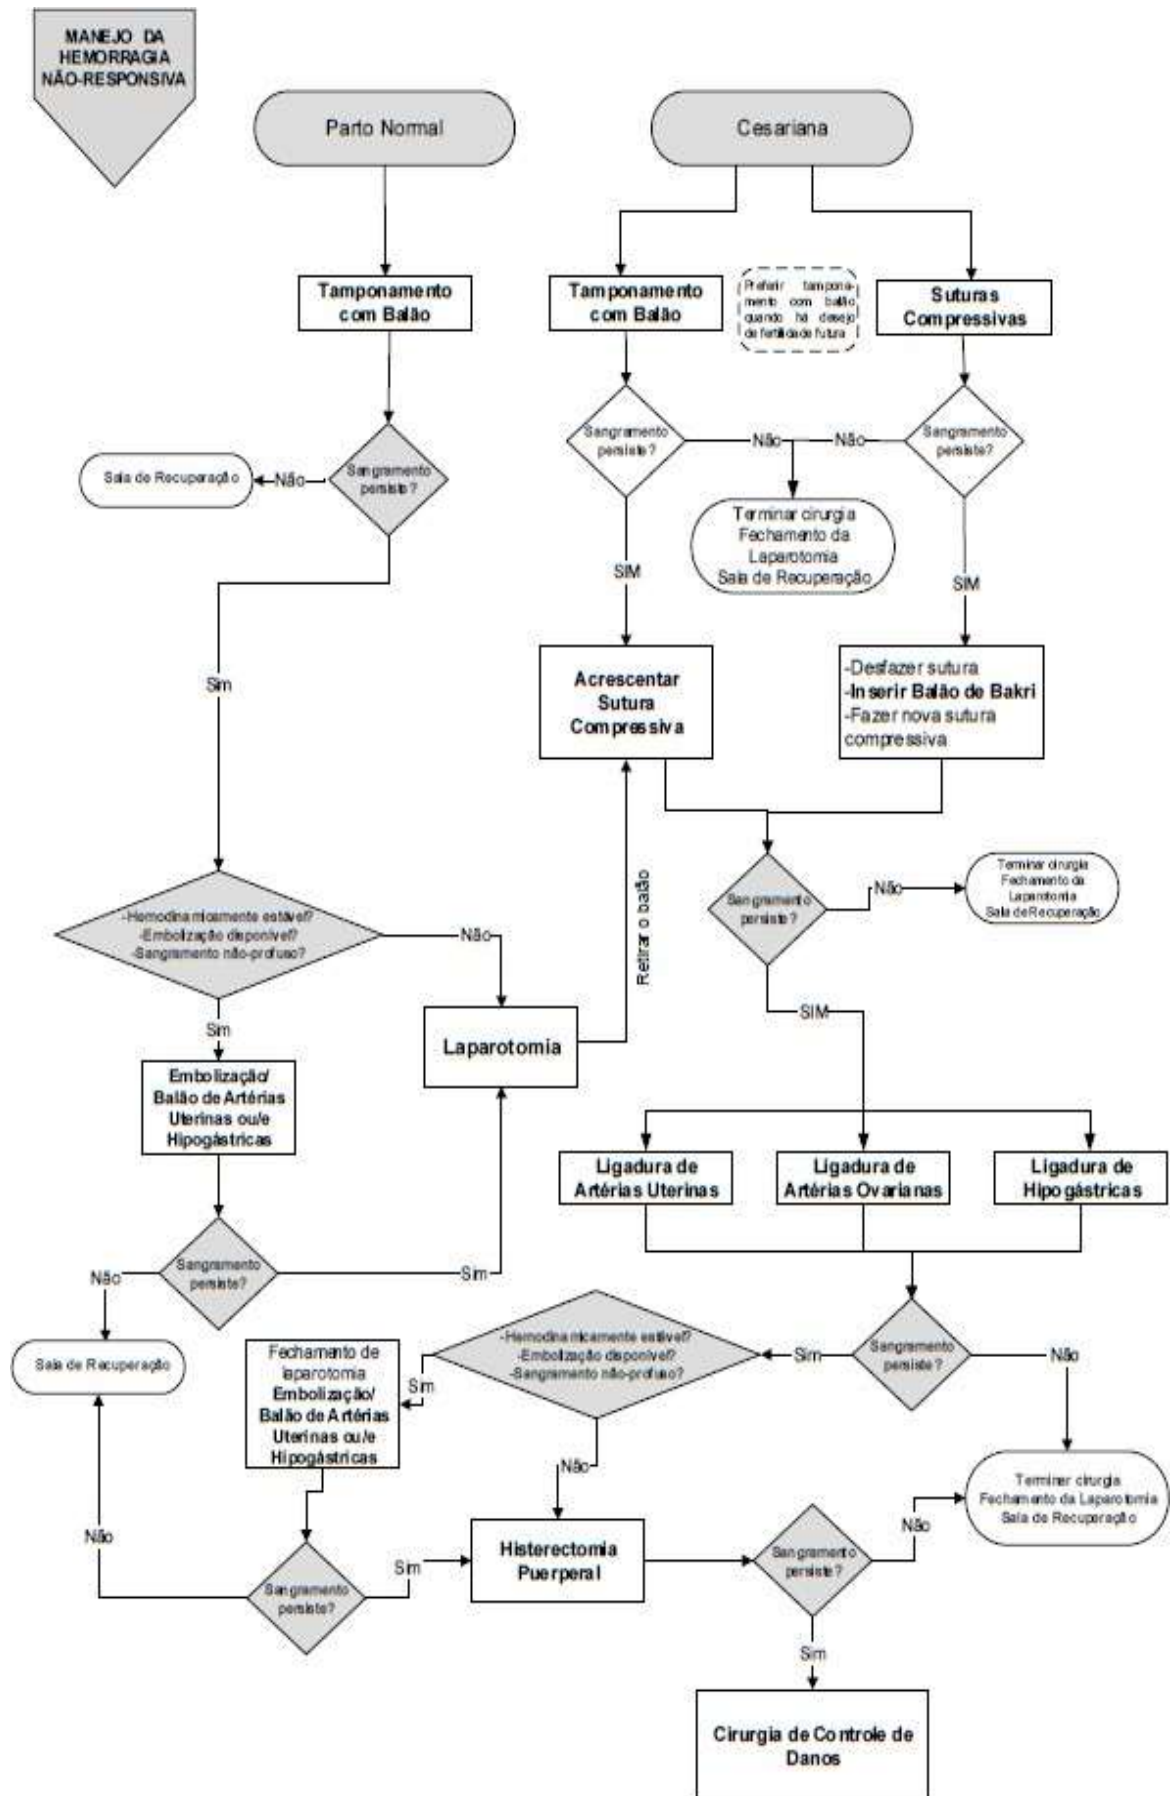 MANEJO DA
HEMORRAGIA
NÃO-RESPONSIVA
Parto Normal
Cesariana
Tamponamento
com Balão
Tamponamento
com Balão
Preferir tampona-
mento com balão
quando há desejo
de fertilidade futura
Suturas
Compressivas
Sangramento
persiste?
Não
Não
Sangramento
persiste?
Sala de Recuperação
Não
Sangramento
persiste?
Terminar cirurgia
Fechamento da
Laparotomia
Sala de Recuperação
SIM
SIM
Sim
Acrescentar
Sutura
Compressiva
-Desfazer sutura
-Inserir Balão de Bakri
-Fazer nova sutura
compressiva
Retirar o balão
Sangramento
persiste?
Não
Terminar cirurgia
Fechamento da
Laparotomia
Sala de Recuperação
-Hemodinamicamente estável?
-Embolização disponível?
-Sangramento não-profuso?
Não
SIM
Sim
Laparotomia
Embolização/
Balão de Artérias
Uterinas ou/e
Hipogástricas
Ligadura de
Artérias Uterinas
Ligadura de
Artérias Ovarianas
Ligadura de
Hipogástricas
Sangramento
persiste?
Não
Sim
Sala de Recuperação
Fechamento de
laparotomia
Embolização/
Balão de Artérias
Uterinas ou/e
Hipogástricas
Sim
-Hemodinamicamente estável?
-Embolização disponível?
-Sangramento não-profuso?
Sim
Sangramento
persiste?
Não
Não
Terminar cirurgia
Fechamento da Laparotomia
Sala de Recuperação
Não
Sangramento
persiste?
Sim
Histerectomia
Puerperal
Sangramento
persiste?
Não
Sim
Cirurgia de Controle de
Danos